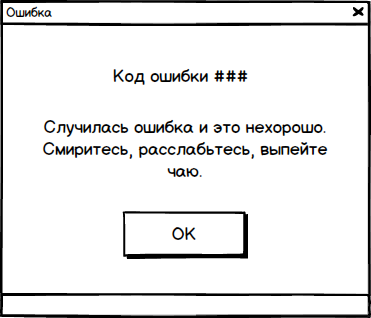 Ошибка
Код ошибки ###
Случилась ошибка и это нехорошо.
Смиритесь, расслабьтесь, выпейте
чаю.
OK